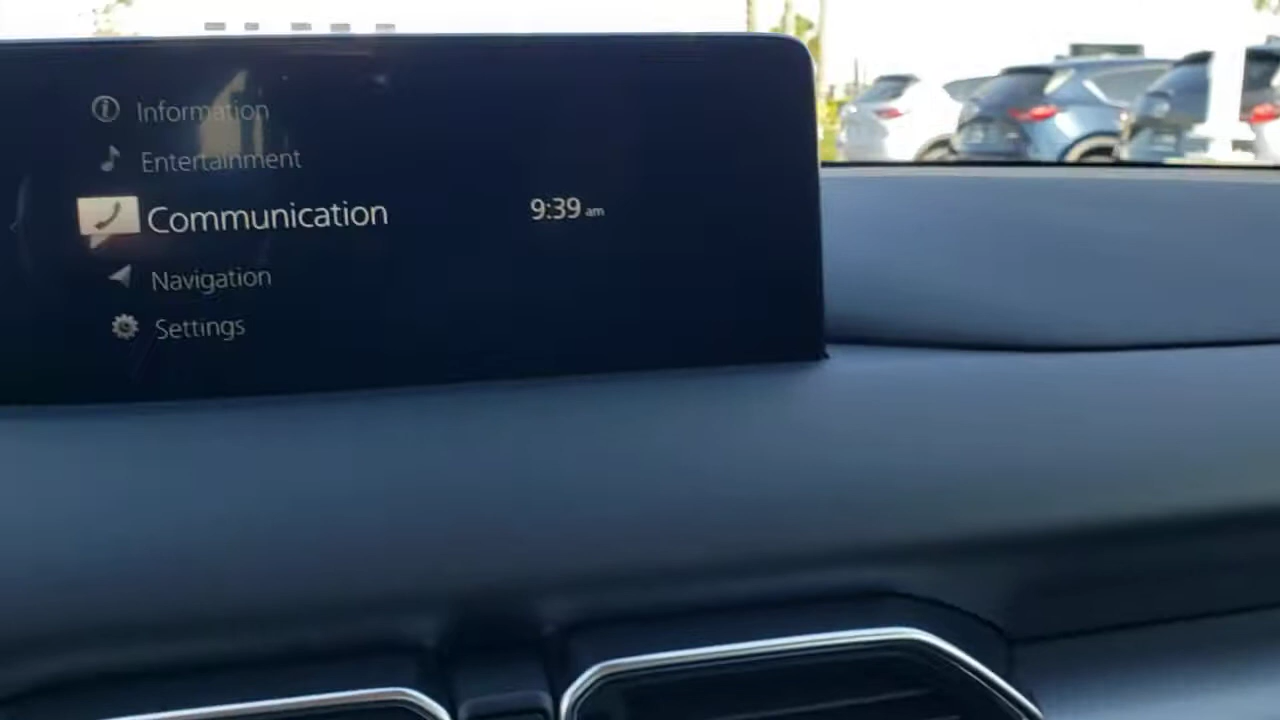 Information
Entertainment
Communication
9:39 am
Navigation
Settings